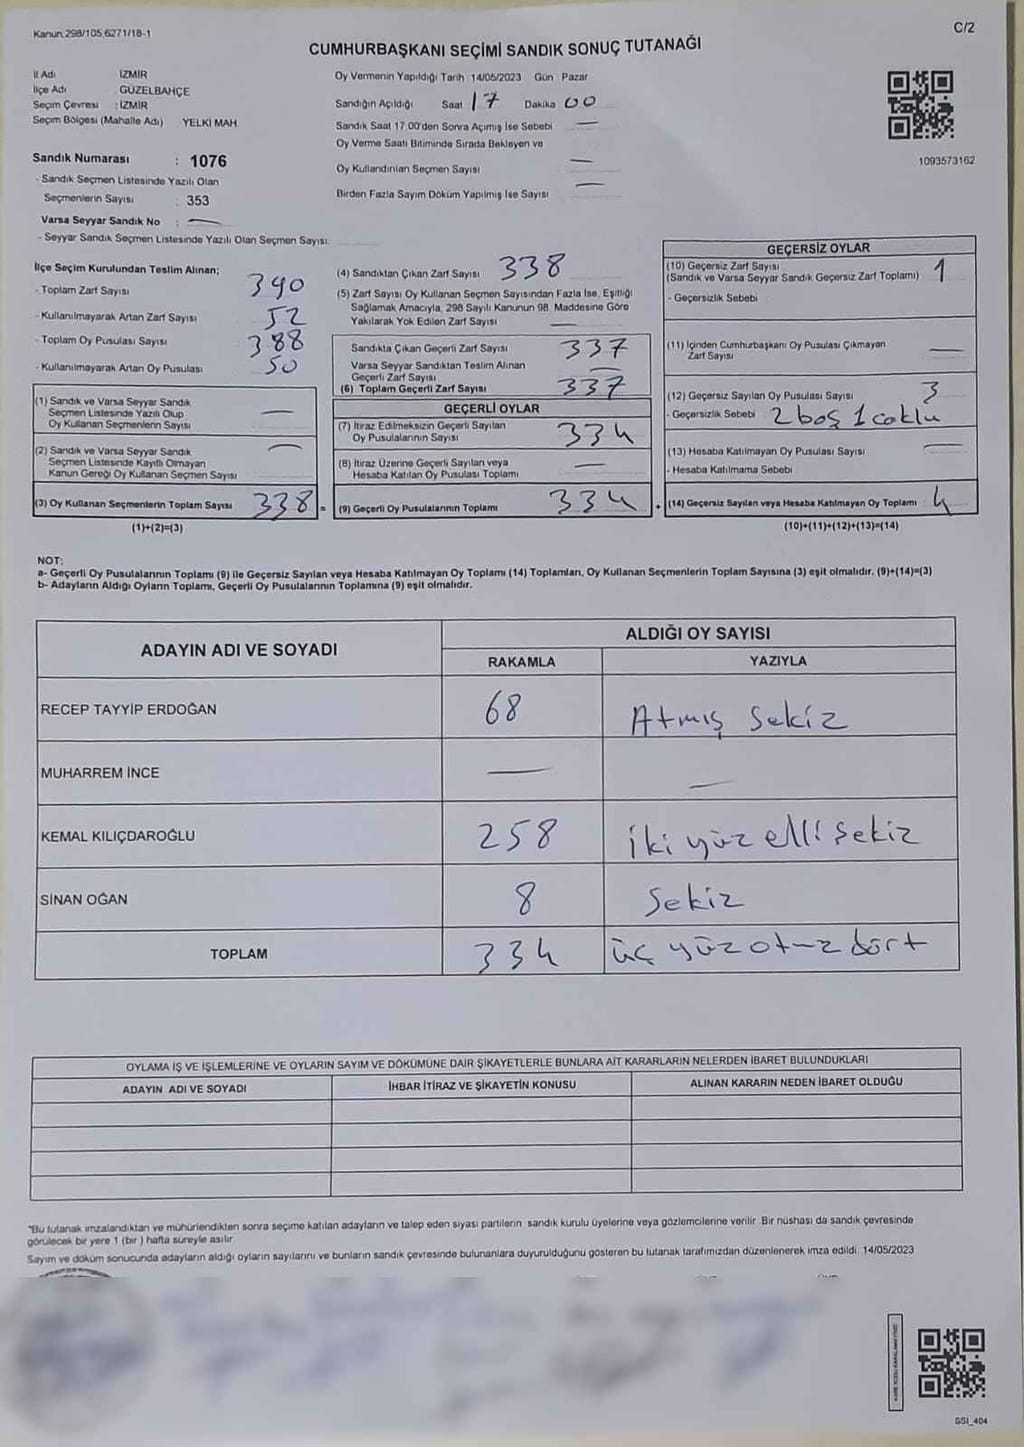 Kanun:298/105,6271/18-1
C/2
CUMHURBAŞKANI SEÇİMİ SANDIK SONUÇ TUTANAĞI
İl Adı İZMİR
İlçe Adı GÜZELBAHÇE
Seçim Çevresi : İZMİR
Seçim Bölgesi (Mahalle Adı) YELKİ MAH.
Sandık Numarası : 1076
- Sandık Seçmen Listesinde Yazılı Olan
Seçmenlerin Sayısı : 353
Varsa Seyyar Sandık No : —
- Seyyar Sandık Seçmen Listesinde Yazılı Olan Seçmen Sayısı:
Oy Vermenin Yapıldığı Tarih 14/05/2023 Gün Pazar
Sandığın Açıldığı Saat 17 Dakika 00
Sandık Saat 17.00'den Sonra Açımış İse Sebebi —
Oy Verme Saati Bitiminde Sırada Bekleyen ve
Oy Kullandırılan Seçmen Sayısı —
Birden Fazla Sayım Döküm Yapılmış İse Sayısı —
1093573162
İlçe Seçim Kurulundan Teslim Alınan;
- Toplam Zarf Sayısı 390
- Kullanılmayarak Artan Zarf Sayısı 52
- Toplam Oy Pusulası Sayısı 388
- Kullanılmayarak Artan Oy Pusulası 50
(1) Sandık ve Varsa Seyyar Sandık
Seçmen Listesinde Yazılı Olup
Oy Kullanan Seçmenlerin Sayısı —
(2) Sandık ve Varsa Seyyar Sandık
Seçmen Listesinde Kayıtlı Olmayan
Kanun Gereği Oy Kullanan Seçmen Sayısı —
(3) Oy Kullanan Seçmenlerin Toplam Sayısı 338 =
(1)+(2)=(3)
(4) Sandıktan Çıkan Zarf Sayısı 338
(5) Zarf Sayısı Oy Kullanan Seçmen Sayısından Fazla İse, Eşitliği
Sağlamak Amacıyla, 298 Sayılı Kanunun 98. Maddesine Göre
Yakılarak Yok Edilen Zarf Sayısı —
Sandıkta Çıkan Geçerli Zarf Sayısı 337
Varsa Seyyar Sandıktan Teslim Alınan
Geçerli Zarf Sayısı —
(6) Toplam Geçerli Zarf Sayısı 337
GEÇERLİ OYLAR
(7) İtiraz Edilmeksizin Geçerli Sayılan
Oy Pusulalarının Sayısı 334
(8) İtiraz Üzerine Geçerli Sayılan veya
Hesaba Katılan Oy Pusulası Toplamı —
(9) Geçerli Oy Pusulalarının Toplamı 334 +
GEÇERSİZ OYLAR
(10) Geçersiz Zarf Sayısı 1
(Sandık ve Varsa Seyyar Sandık Geçersiz Zarf Toplamı)
- Geçersizlik Sebebi
(11) İçinden Cumhurbaşkanı Oy Pusulası Çıkmayan
Zarf Sayısı —
(12) Geçersiz Sayılan Oy Pusulası Sayısı 3
- Geçersizlik Sebebi 2 boş 1 coklu
(13) Hesaba Katılmayan Oy Pusulası Sayısı —
- Hesaba Katılmama Sebebi
(14) Geçersiz Sayılan veya Hesaba Katılmayan Oy Toplamı 4
(10)+(11)+(12)+(13)=(14)
NOT:
a- Geçerli Oy Pusulalarının Toplamı (9) ile Geçersiz Sayılan veya Hesaba Katılmayan Oy Toplamı (14) Toplamları, Oy Kullanan Seçmenlerin Toplam Sayısına (3) eşit olmalıdır. (9)+(14)=(3)
b- Adayların Aldığı Oyların Toplamı, Geçerli Oy Pusulalarının Toplamına (9) eşit olmalıdır.
ADAYIN ADI VE SOYADI
ALDIĞI OY SAYISI
RAKAMLA YAZIYLA
RECEP TAYYİP ERDOĞAN 68 Atmış Sekiz
MUHARREM İNCE — —
KEMAL KILIÇDAROĞLU 258 İki yüz elli Sekiz
SİNAN OĞAN 8 Sekiz
TOPLAM 334 üç yüz otuz dört
OYLAMA İŞ VE İŞLEMLERİNE VE OYLARIN SAYIM VE DÖKÜMÜNE DAİR ŞİKAYETLERLE BUNLARA AİT KARARLARIN NELERDEN İBARET BULUNDUKLARI
ADAYIN ADI VE SOYADI İHBAR İTİRAZ VE ŞİKAYETİN KONUSU ALINAN KARARIN NEDEN İBARET OLDUĞU
*Bu tutanak imzalandıktan ve mühürlendikten sonra seçime katılan adayların ve talep eden siyasi partilerin sandık kurulu üyelerine veya gözlemcilerine verilir. Bir nüshası da sandık çevresinde
görülecek bir yere 1 (bir) hafta süreyle asılır.
Sayım ve döküm sonucunda adayların aldığı oyların sayılarını ve bunların sandık çevresinde bulunanlara duyurulduğunu gösteren bu tutanak tarafımızdan düzenlenerek imza edildi. 14/05/2023
SSI_404